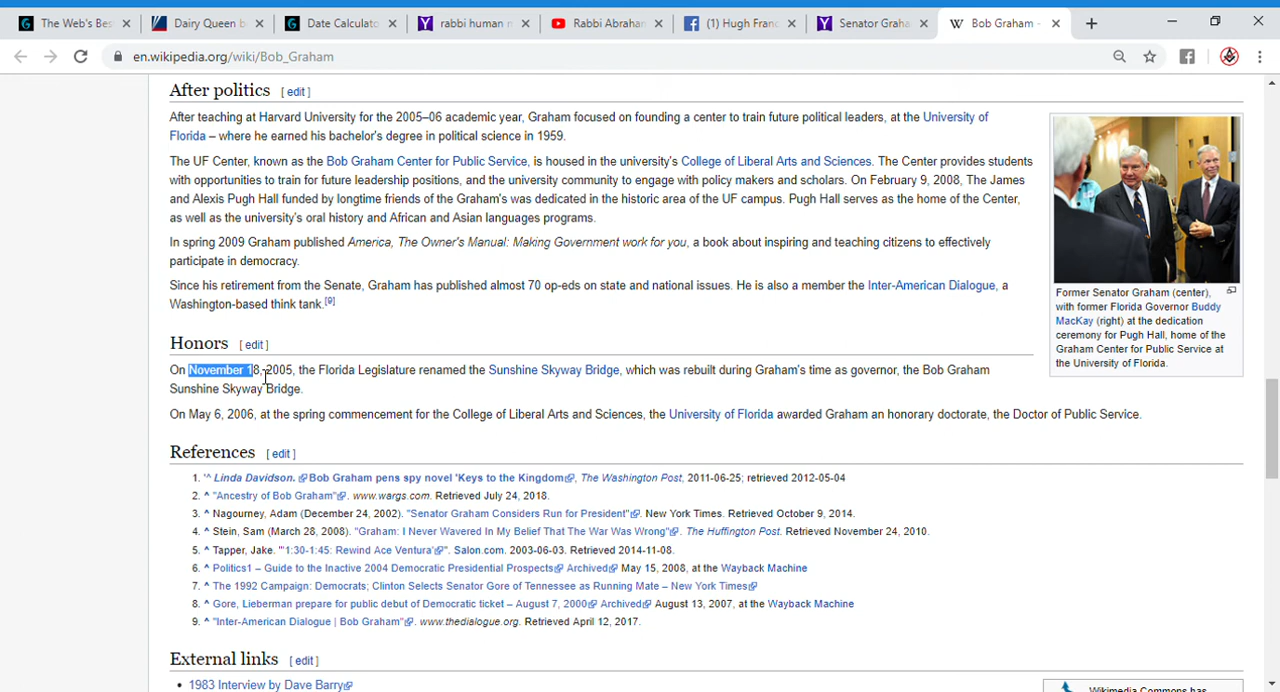 The Web's Bes
Dairy Queen b
Date Calculato
rabbi human r
Rabbi Abrahan
(1) Hugh Franc
Senator Graha
Bob Graham -
en.wikipedia.org/wiki/Bob_Graham
After politics [ edit ]
After teaching at Harvard University for the 2005–06 academic year, Graham focused on founding a center to train future political leaders, at the University of
Florida – where he earned his bachelor's degree in political science in 1959.
The UF Center, known as the Bob Graham Center for Public Service, is housed in the university's College of Liberal Arts and Sciences. The Center provides students
with opportunities to train for future leadership positions, and the university community to engage with policy makers and scholars. On February 9, 2008, The James
and Alexis Pugh Hall funded by longtime friends of the Graham's was dedicated in the historic area of the UF campus. Pugh Hall serves as the home of the Center,
as well as the university's oral history and African and Asian languages programs.
In spring 2009 Graham published America, The Owner's Manual: Making Government work for you, a book about inspiring and teaching citizens to effectively
participate in democracy.
Since his retirement from the Senate, Graham has published almost 70 op-eds on state and national issues. He is also a member the Inter-American Dialogue, a
Washington-based think tank.[9]
Former Senator Graham (center),
with former Florida Governor Buddy
MacKay (right) at the dedication
ceremony for Pugh Hall, home of the
Graham Center for Public Service at
the University of Florida.
Honors [ edit ]
On November 18, 2005, the Florida Legislature renamed the Sunshine Skyway Bridge, which was rebuilt during Graham's time as governor, the Bob Graham
Sunshine Skyway Bridge.
On May 6, 2006, at the spring commencement for the College of Liberal Arts and Sciences, the University of Florida awarded Graham an honorary doctorate, the Doctor of Public Service.
References [ edit ]
1. ^ Linda Davidson. Bob Graham pens spy novel 'Keys to the Kingdom, The Washington Post, 2011-06-25; retrieved 2012-05-04
2. ^ "Ancestry of Bob Graham". www.wargs.com. Retrieved July 24, 2018.
3. ^ Nagourney, Adam (December 24, 2002). "Senator Graham Considers Run for President". New York Times. Retrieved October 9, 2014.
4. ^ Stein, Sam (March 28, 2008). "Graham: I Never Wavered In My Belief That The War Was Wrong". The Huffington Post. Retrieved November 24, 2010.
5. ^ Tapper, Jake. "'1:30-1:45: Rewind Ace Ventura'". Salon.com. 2003-06-03. Retrieved 2014-11-08.
6. ^ Politics1 – Guide to the Inactive 2004 Democratic Presidential Prospects Archived May 15, 2008, at the Wayback Machine
7. ^ The 1992 Campaign: Democrats; Clinton Selects Senator Gore of Tennessee as Running Mate – New York Times
8. ^ Gore, Lieberman prepare for public debut of Democratic ticket – August 7, 2000 Archived August 13, 2007, at the Wayback Machine
9. ^ "Inter-American Dialogue | Bob Graham". www.thedialogue.org. Retrieved April 12, 2017.
External links [ edit ]
• 1983 Interview by Dave Barry
Wikimedia Commons has